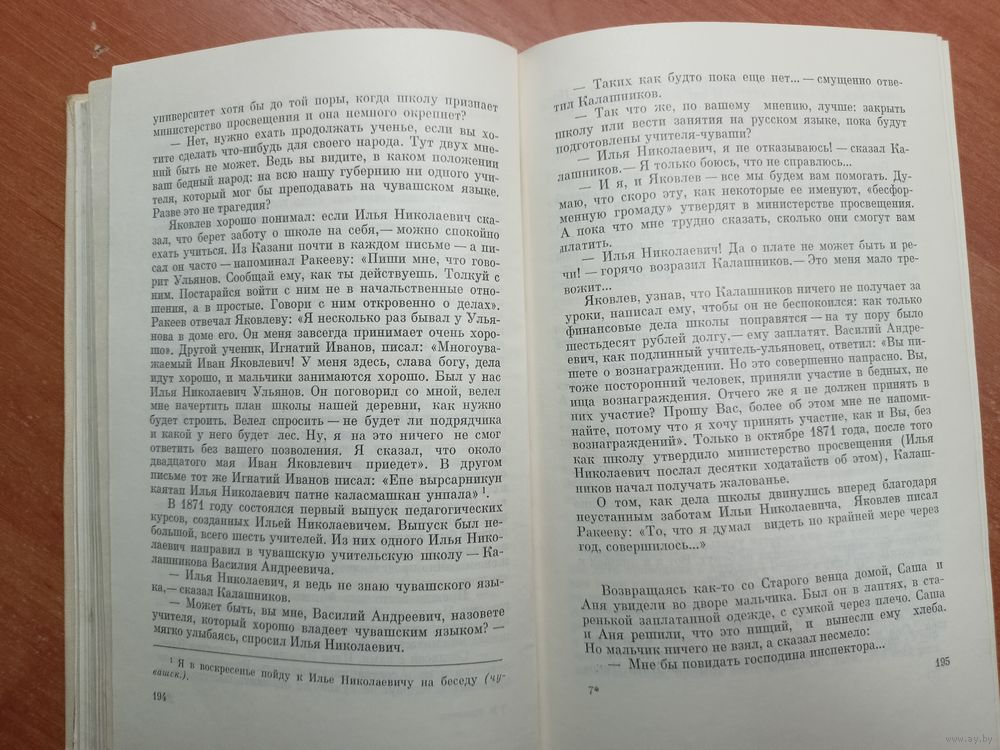 университет хотя бы до той поры, когда школу признает
министерство просвещения и она немного окрепнет?
— Нет, нужно ехать продолжать ученье, если вы хо-
тите сделать что-нибудь для своего народа. Тут двух мне-
ний быть не может. Ведь вы видите, в каком положении
ваш бедный народ: на всю нашу губернию ни одного учи-
теля, который мог бы преподавать на чувашском языке.
Разве это не трагедия?
Яковлев хорошо понимал: если Илья Николаевич ска-
зал, что берет заботу о школе на себя,— можно спокойно
ехать учиться. Из Казани почти в каждом письме — а пи-
сал он часто — напоминал Ракееву: «Пиши мне, что гово-
рит Ульянов. Сообщай ему, как ты действуешь. Толкуй с
ним. Постарайся войти с ним не в начальственные отно-
шения, а в простые. Говори с ним откровенно о делах».
Ракеев отвечал Яковлеву: «Я несколько раз бывал у Улья-
нова в доме его. Он меня завсегда принимает очень хоро-
шо». Другой ученик, Игнатий Иванов, писал: «Многоува-
жаемый Иван Яковлевич! У меня здесь, слава богу, дела
идут хорошо, и мальчики занимаются хорошо. Был у нас
Илья Николаевич Ульянов. Он поговорил со мной, велел
мне начертить план школы нашей деревни, как нужно
будет строить. Велел спросить — не будет ли подрядчика
и какой у него будет лес. Ну, я на это ничего не смог
ответить без вашего позволения. Я сказал, что около
двадцатого мая Иван Яковлевич приедет». В другом
письме тот же Игнатий Иванов писал: «Епе вырсарникун
каятап Илья Николаевич патне каласмашкан унпала» 1.
В 1871 году состоялся первый выпуск педагогических
курсов, созданных Ильей Николаевичем. Выпуск был не-
большой, всего шесть учителей. Из них одного Илья Нико-
лаевич направил в чувашскую учительскую школу — Ка-
лашникова Василия Андреевича.
— Илья Николаевич, я ведь не знаю чувашского язы-
ка,— сказал Калашников.
— Может быть, вы мне, Василий Андреевич, назовете
учителя, который хорошо владеет чувашским языком? —
мягко улыбаясь, спросил Илья Николаевич.
1 Я в воскресенье пойду к Илье Николаевичу на беседу (чу-
вашск.).
194
— Таких как будто пока еще нет... — смущенно отве-
тил Калашников.
— Так что же, по вашему мнению, лучше: закрыть
школу или вести занятия на русском языке, пока будут
подготовлены учителя-чуваши?
— Илья Николаевич, я не отказываюсь! — сказал Ка-
лашников.— Я только боюсь, что не справлюсь...
— И я, и Яковлев — все мы будем вам помогать. Ду-
маю, что скоро эту, как некоторые ее именуют, «бесфор-
менную громаду» утвердят в министерстве просвещения.
А пока что мне трудно сказать, сколько они смогут вам
платить.
— Илья Николаевич! Да о плате не может быть и ре-
чи! — горячо возразил Калашников.— Это меня мало тре-
вожит...
Яковлев, узнав, что Калашников ничего не получает за
уроки, написал ему, чтобы он не беспокоился: как только
финансовые дела школы поправятся — на ту пору было
шестьдесят рублей долгу,— ему заплатят. Василий Андре-
евич, как подлинный учитель-ульяновец, ответил: «Вы пи-
шете о вознаграждении. Но это совершенно напрасно. Вы,
тоже посторонний человек, приняли участие в бедных, не
ища вознаграждения. Отчего же я не должен принять в
них участие? Прошу Вас, более об этом мне не напоми-
найте, потому что я хочу принять участие, как и Вы, без
вознаграждений». Только в октябре 1871 года, после того
как школу утвердило министерство просвещения (Илья
Николаевич послал десятки ходатайств об этом), Калаш-
ников начал получать жалованье.
О том, как дела школы двинулись вперед благодаря
неустанным заботам Ильи Николаевича, Яковлев писал
Ракееву: «То, что я думал видеть по крайней мере через
год, совершилось...»
Возвращаясь как-то со Старого венца домой, Саша и
Аня увидели во дворе мальчика. Был он в лаптях, в ста-
ренькой заплатанной одежде, с сумкой через плечо. Саша
и Аня решили, что это нищий, и вынесли ему хлеба.
Но мальчик ничего не взял, а сказал несмело:
— Мне бы повидать господина инспектора...
7*
195
www.ay.by